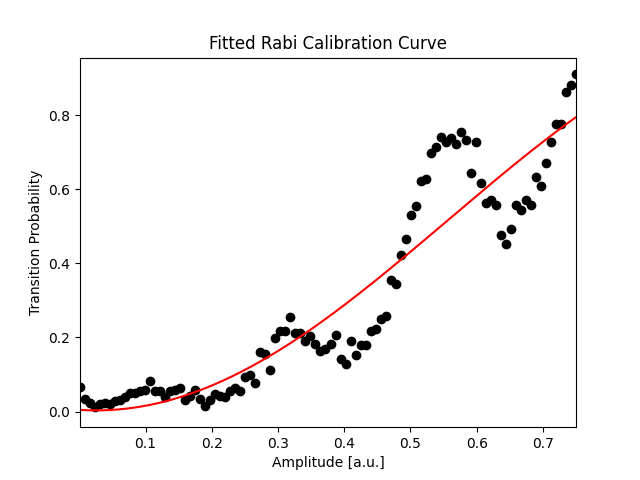 Fitted Rabi Calibration Curve
Transition Probability
0.8
0.6
0.4
0.2
0.0
0.1 0.2 0.3 0.4 0.5 0.6 0.7
Amplitude [a.u.]